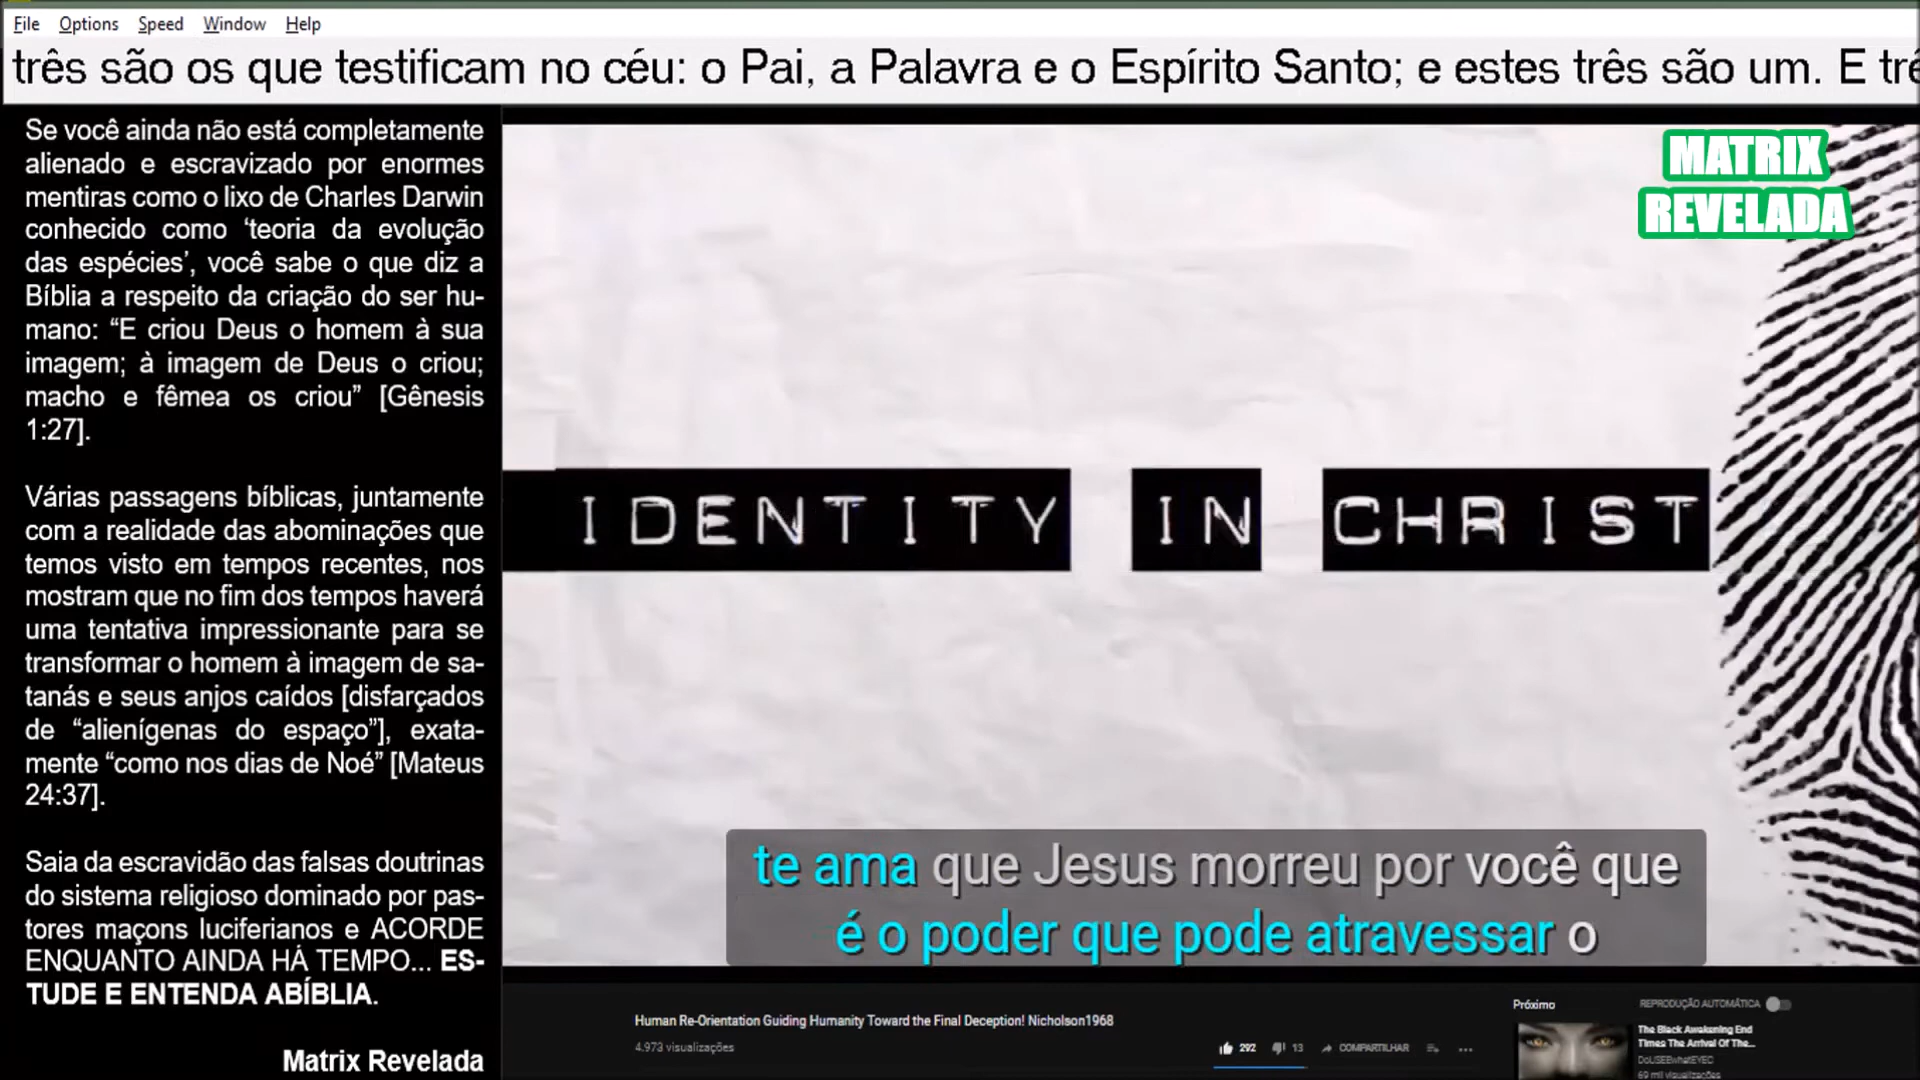 File Options Speed Window Help
três são os que testificam no céu: o Pai, a Palavra e o Espírito Santo; e estes três são um. E trê
Se você ainda não está completamente
alienado e escravizado por enormes
mentiras como o lixo de Charles Darwin
conhecido como ‘teoria da evolução
das espécies’, você sabe o que diz a
Bíblia a respeito da criação do ser hu-
mano: “E criou Deus o homem à sua
imagem; à imagem de Deus o criou;
macho e fêmea os criou” [Gênesis
1:27].
Várias passagens bíblicas, juntamente
com a realidade das abominações que
temos visto em tempos recentes, nos
mostram que no fim dos tempos haverá
uma tentativa impressionante para se
transformar o homem à imagem de sa-
tanás e seus anjos caídos [disfarçados
de “alienígenas do espaço”], exata-
mente “como nos dias de Noé” [Mateus
24:37].
Saia da escravidão das falsas doutrinas
do sistema religioso dominado por pas-
tores maçons luciferianos e ACORDE
ENQUANTO AINDA HÁ TEMPO... ES-
TUDE E ENTENDA ABÍBLIA.
Matrix Revelada
MATRIX
REVELADA
IDENTITY IN CHRIST
te ama que Jesus morreu por você que
é o poder que pode atravessar o
Human Re-Orientation Guiding Humanity Toward the Final Deception! Nicholson1968
4.973 visualizações
292 13 COMPARTILHAR
Próximo REPRODUÇÃO AUTOMÁTICA
The Black Awakening End
Times The Arrival Of The...
DoUSEEwhatEYEC
69 mil visualizações